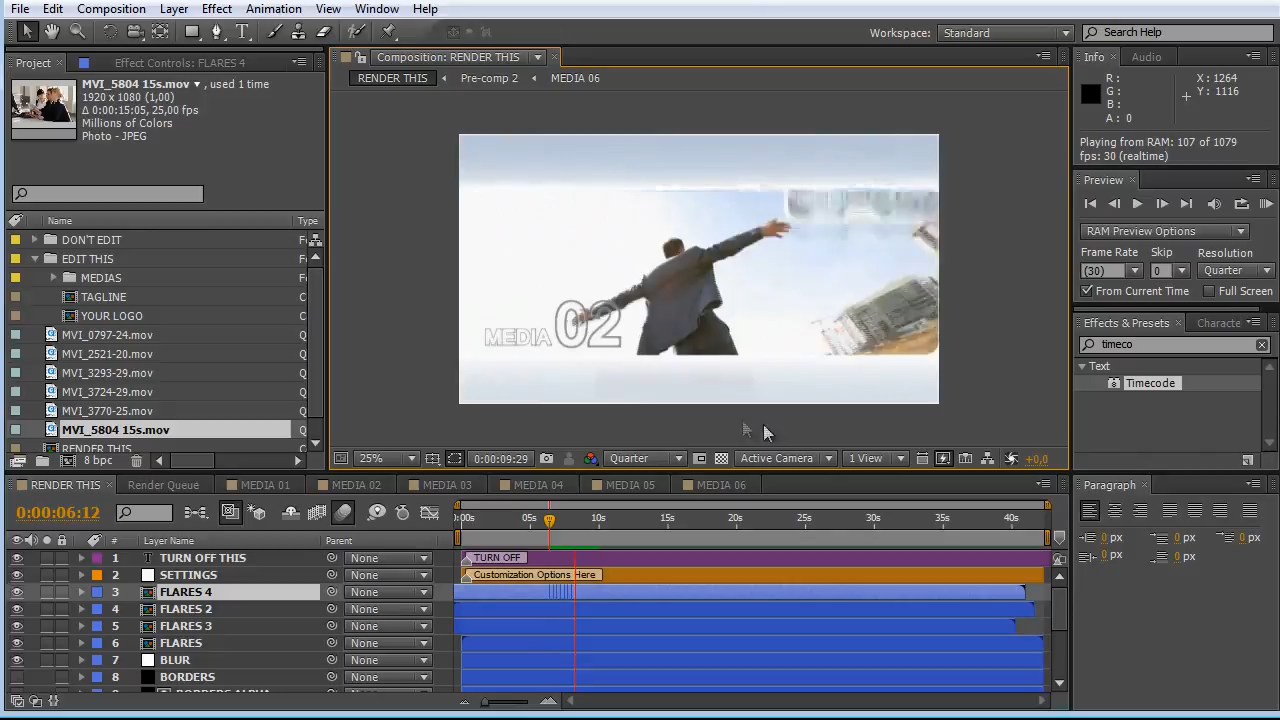 File Edit Composition Layer Effect Animation View Window Help
Workspace: Standard Search Help
Project Effect Controls: FLARES 4
MVI_5804 15s.mov , used 1 time
1920 x 1080 (1,00)
Δ 0:00:15:05, 25,00 fps
Millions of Colors
Photo - JPEG
Name Type
DON'T EDIT
EDIT THIS
MEDIAS
TAGLINE C
YOUR LOGO C
MVI_0797-24.mov Q
MVI_2521-20.mov Q
MVI_3293-29.mov Q
MVI_3724-29.mov Q
MVI_3770-25.mov Q
MVI_5804 15s.mov Q
RENDER THIS
8 bpc
Composition: RENDER THIS
RENDER THIS Pre-comp 2 MEDIA 06
MEDIA 02
25% 0:00:09:29 Quarter Active Camera 1 View +0,0
Info Audio
R :
G :
B :
A : 0
X : 1264
Y : 1116
Playing from RAM: 107 of 1079
fps: 30 (realtime)
Preview
RAM Preview Options
Frame Rate Skip Resolution
(30) 0 Quarter
From Current Time Full Screen
Effects & Presets Characte
timeco
Text
Timecode
RENDER THIS Render Queue MEDIA 01 MEDIA 02 MEDIA 03 MEDIA 04 MEDIA 05 MEDIA 06
0:00:06:12
:00s 05s 10s 15s 20s 25s 30s 35s 40s
# Layer Name Parent
1 T TURN OFF THIS None TURN OFF
2 SETTINGS None Customization Options Here
3 FLARES 4 None
4 FLARES 2 None
5 FLARES 3 None
6 FLARES None
7 BLUR None
8 BORDERS None
Paragraph
0 px 0 px 0 px
0 px 0 px